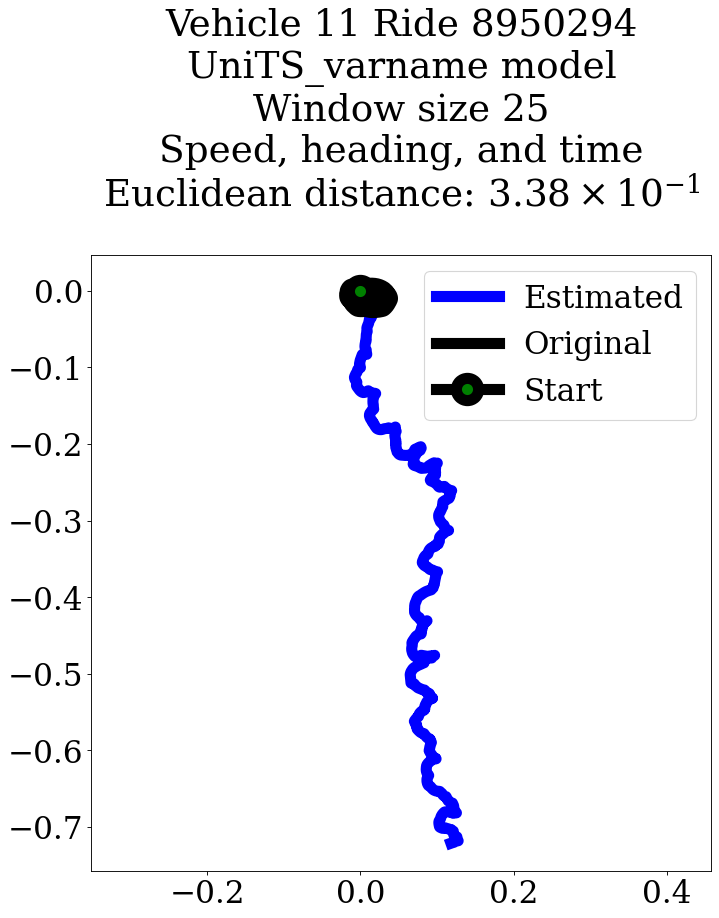 Vehicle 11 Ride 8950294
UniTS_varname model
Window size 25
Speed, heading, and time
Euclidean distance: 3.38 × 10⁻¹
Estimated
Original
Start
0.0
−0.1
−0.2
−0.3
−0.4
−0.5
−0.6
−0.7
−0.2 0.0 0.2 0.4